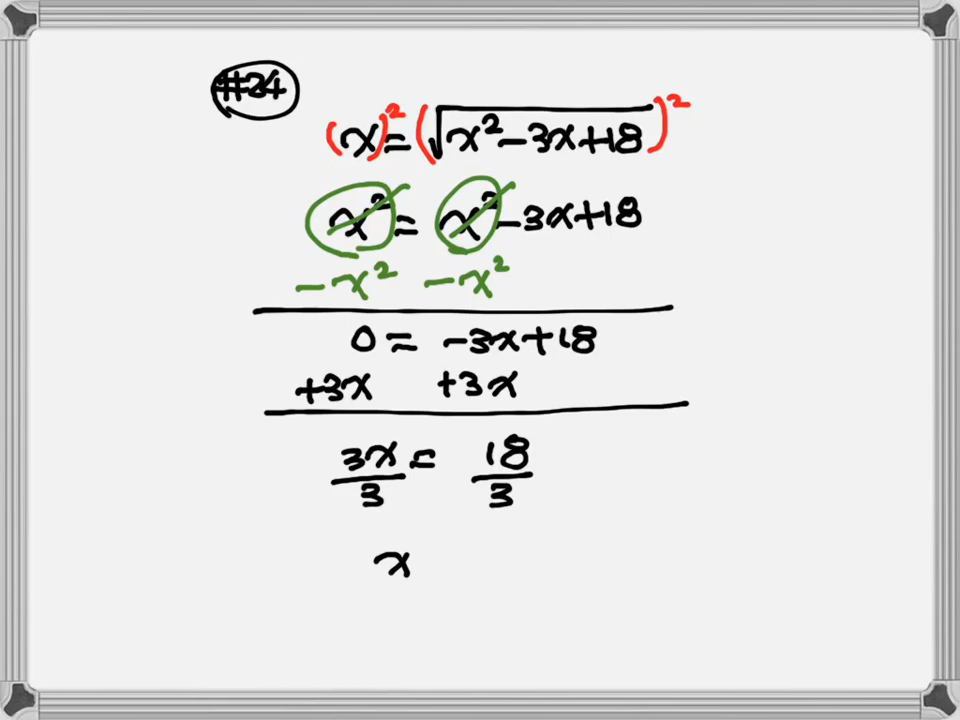 #24
(x)² = (√x²-3x+18)²
x² = x²-3x+18
-x² -x²
0 = -3x+18
+3x +3x
3x = 18
3 3
x